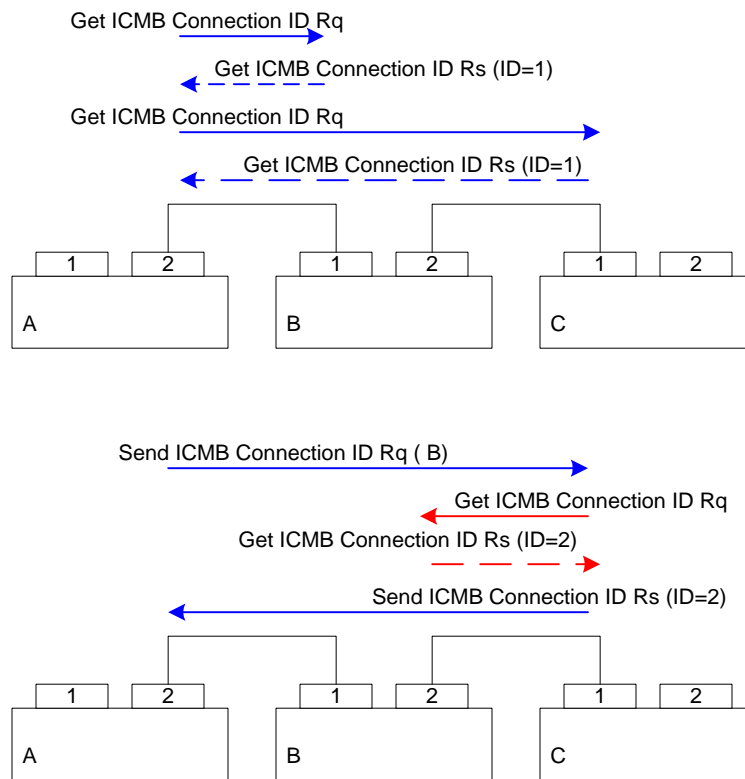 Get ICMB Connection ID Rq
Get ICMB Connection ID Rs (ID=1)
Get ICMB Connection ID Rq
Get ICMB Connection ID Rs (ID=1)
1 2 1 2 1 2
A B C
Send ICMB Connection ID Rq ( B)
Get ICMB Connection ID Rq
Get ICMB Connection ID Rs (ID=2)
Send ICMB Connection ID Rs (ID=2)
1 2 1 2 1 2
A B C